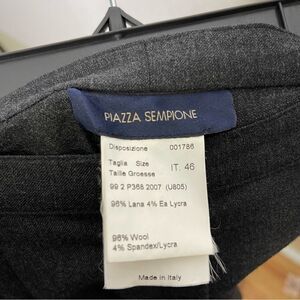 PIAZZA SEMPIONE
Disposizione 001786
Taglia Size
Taille Groesse IT: 46
99 2 P368 2007 (U805)
96% Lana 4% Ea Lycra
96% Wool
4% Spandex/Lycra
Made in Italy